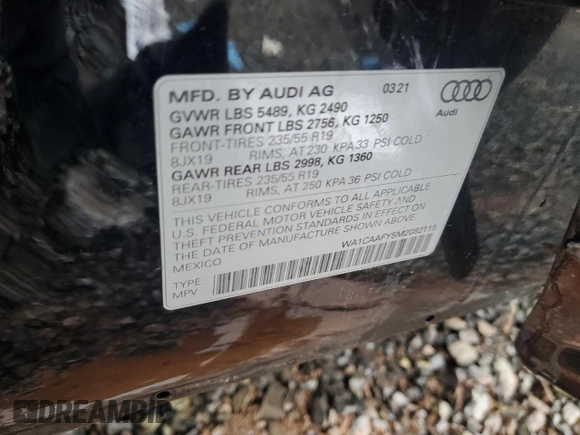 MFD. BY AUDI AG 03.21
Audi
GVWR LBS 5489, KG 2490
GAWR FRONT LBS 2756, KG 1250
FRONT-TIRES 235/55 R19
8JX19 RIMS, AT 230 KPA 33 PSI COLD
GAWR REAR LBS 2998, KG 1360
REAR-TIRES 235/55 R19
8JX19 RIMS, AT 250 KPA 36 PSI COLD
THIS VEHICLE CONFORMS TO ALL APPLICABLE
U.S. FEDERAL MOTOR VEHICLE SAFETY AND
THEFT PREVENTION STANDARDS IN EFFECT ON
THE DATE OF MANUFACTURE SHOWN ABOVE.
MEXICO
WA1CAAFY5M2082115
TYPE:
MPV
DREAMBID